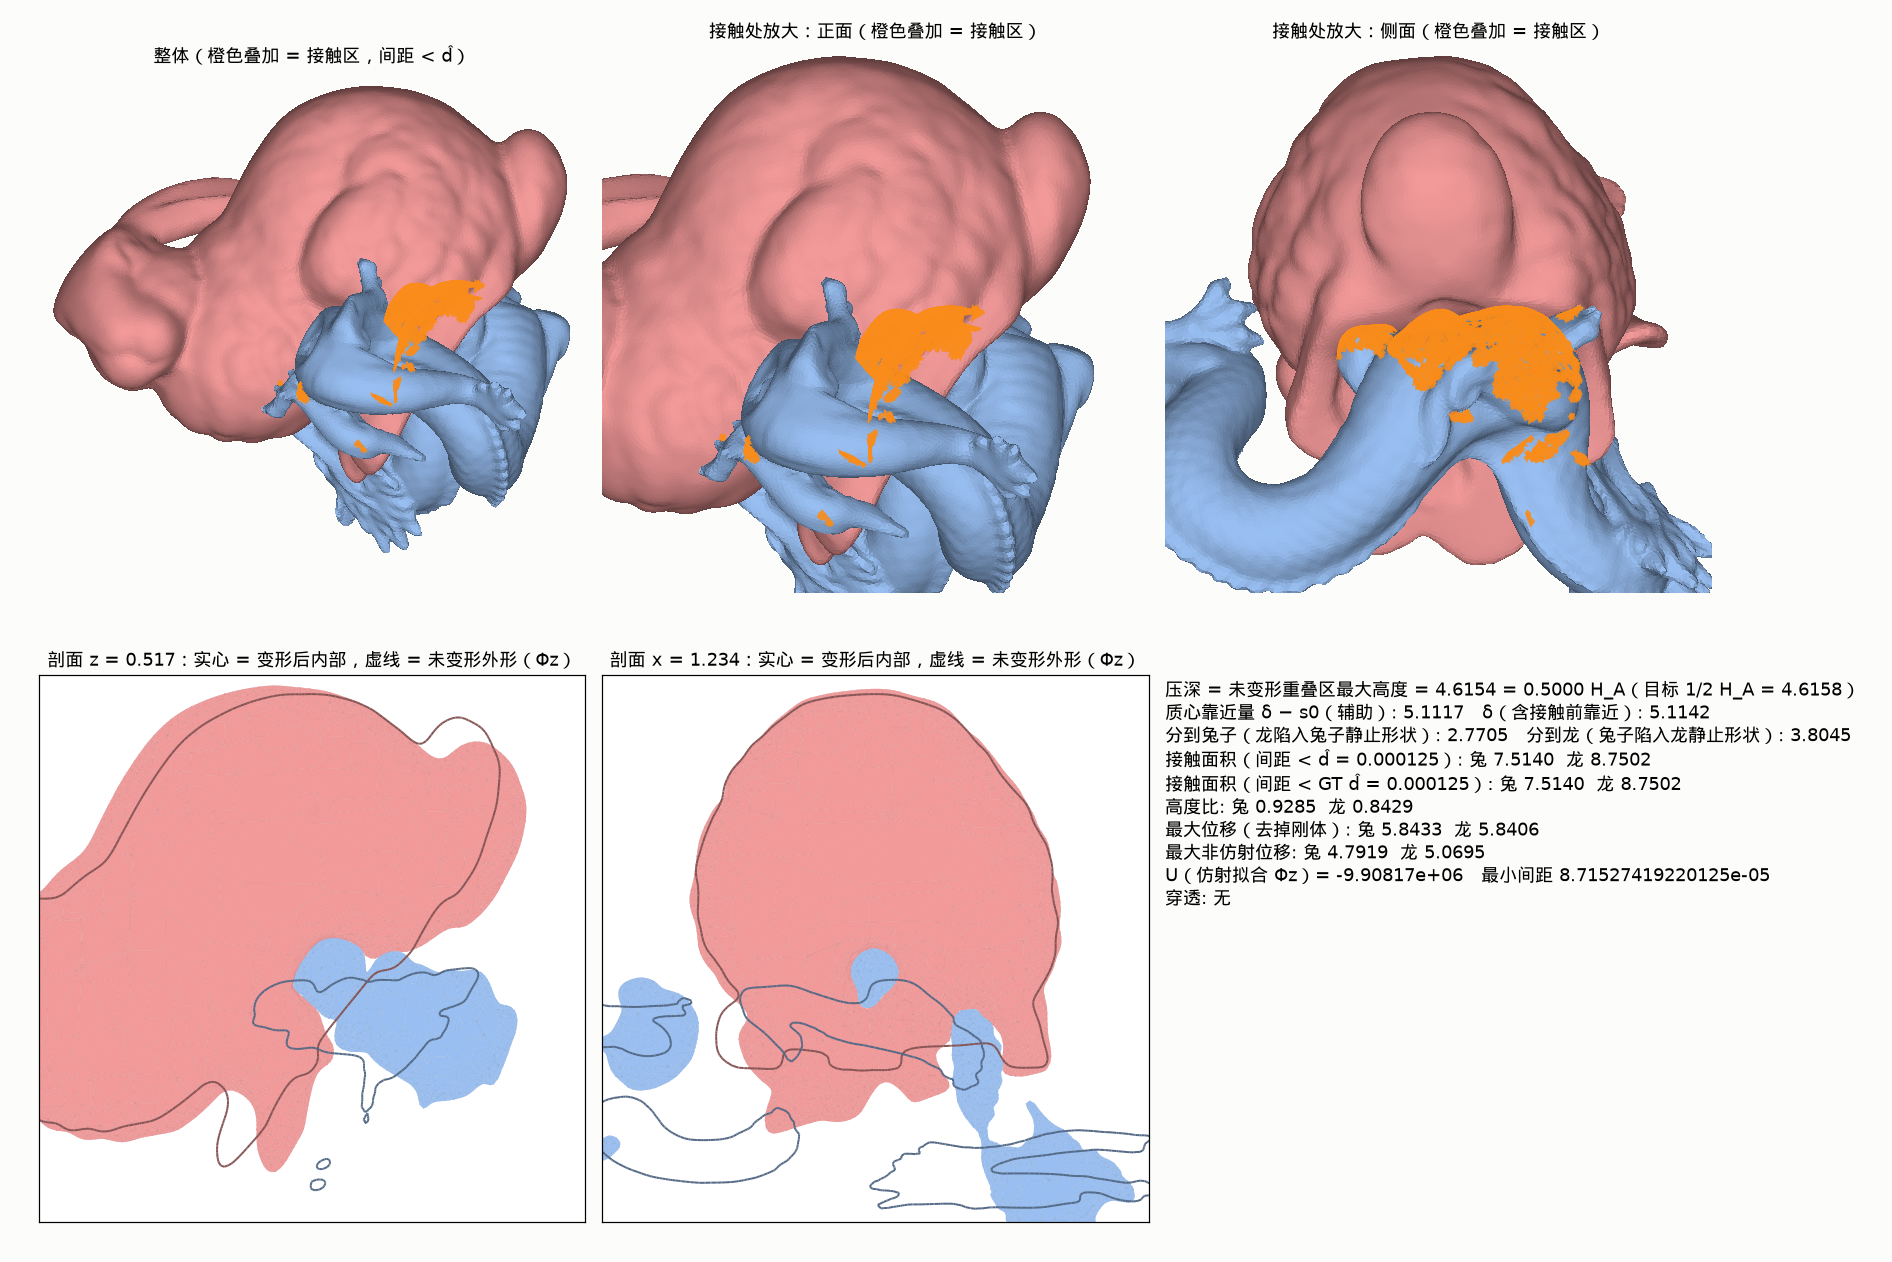 整体（橙色叠加 = 接触区，间距 < d̂）
接触处放大：正面（橙色叠加 = 接触区）
接触处放大：侧面（橙色叠加 = 接触区）
剖面 z = 0.517：实心 = 变形后内部，虚线 = 未变形外形（Φz）
剖面 x = 1.234：实心 = 变形后内部，虚线 = 未变形外形（Φz）
压深 = 未变形重叠区最大高度 = 4.6154 = 0.5000 H_A（目标 1/2 H_A = 4.6158）
质心靠近量 δ − s0（辅助）: 5.1117 δ（含接触前靠近）: 5.1142
分到兔子（龙陷入兔子静止形状）: 2.7705 分到龙（兔子陷入龙静止形状）: 3.8045
接触面积（间距 < d̂ = 0.000125）: 兔 7.5140 龙 8.7502
接触面积（间距 < GT d̂ = 0.000125）: 兔 7.5140 龙 8.7502
高度比: 兔 0.9285 龙 0.8429
最大位移（去掉刚体）: 兔 5.8433 龙 5.8406
最大非仿射位移: 兔 4.7919 龙 5.0695
U（仿射拟合 Φz）= -9.90817e+06 最小间距 8.71527419220125e-05
穿透: 无